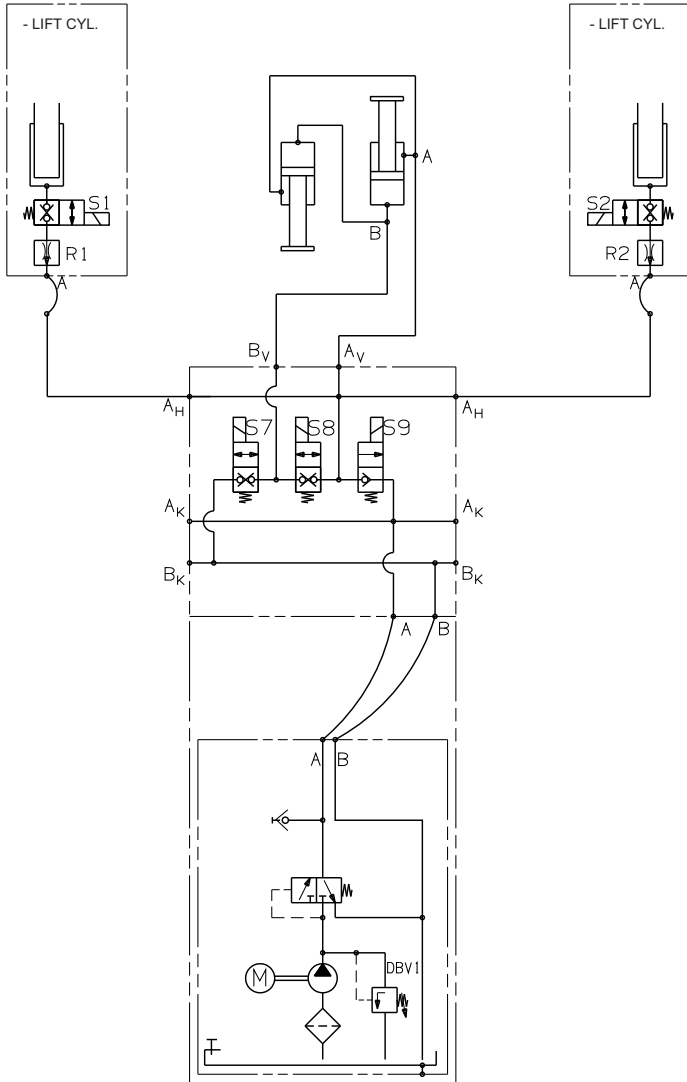 - LIFT CYL.
- LIFT CYL.
A
S1
S2
B
R1
R2
A
A
BV
AV
AH
AH
S7
S8
S9
AK
AK
BK
BK
A
B
A
B
M
DBV1
T